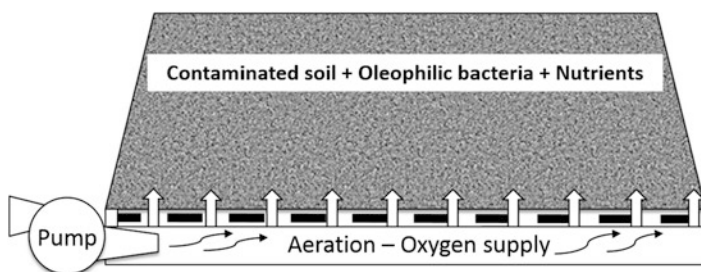 Contaminated soil + Oleophilic bacteria + Nutrients
Pump
Aeration – Oxygen supply